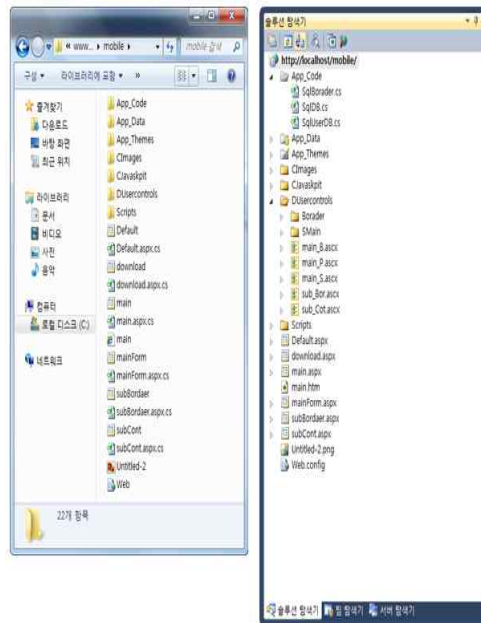 « www... ▸ mobile ▸
mobile 검색
구성 ▾ 라이브러리에 포함 ▾ »
즐겨찾기
다운로드
바탕 화면
최근 위치
라이브러리
문서
비디오
사진
음악
컴퓨터
로컬 디스크 (C:)
네트워크
App_Code
App_Data
App_Themes
CImages
CJavaskpit
DUsercontrols
Scripts
Default
Default.aspx.cs
download
download.aspx.cs
main
main.aspx.cs
main
mainForm
mainForm.aspx.cs
subBordaer
subBordaer.aspx.cs
subCont
subCont.aspx.cs
Untitled-2
Web
22개 항목
솔루션 탐색기
http://localhost/mobile/
App_Code
SqlBorader.cs
SqlDB.cs
SqlUserDB.cs
App_Data
App_Themes
CImages
CJavaskpit
DUsercontrols
Borader
SMain
main_B.ascx
main_P.ascx
main_S.ascx
sub_Bor.ascx
sub_Cot.ascx
Scripts
Default.aspx
download.aspx
main.aspx
main.htm
mainForm.aspx
subBordaer.aspx
subCont.aspx
Untitled-2.png
Web.config
솔루션 탐색기 팀 탐색기 서버 탐색기